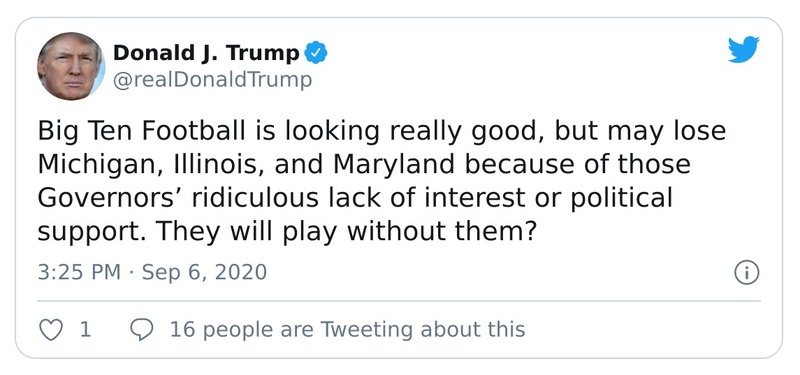 Donald J. Trump
@realDonaldTrump
Big Ten Football is looking really good, but may lose
Michigan, Illinois, and Maryland because of those
Governors’ ridiculous lack of interest or political
support. They will play without them?
3:25 PM · Sep 6, 2020
1 16 people are Tweeting about this